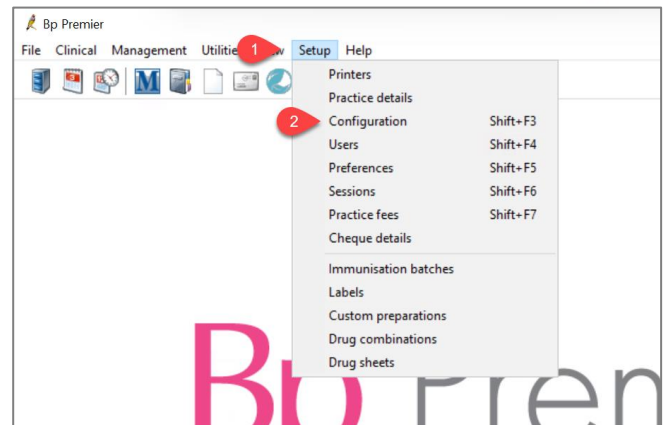 Bp Premier
File Clinical Management Utilities Setup Help
1
Printers
Practice details
2 Configuration Shift+F3
Users Shift+F4
Preferences Shift+F5
Sessions Shift+F6
Practice fees Shift+F7
Cheque details
Immunisation batches
Labels
Custom preparations
Drug combinations
Drug sheets
Bp Prem